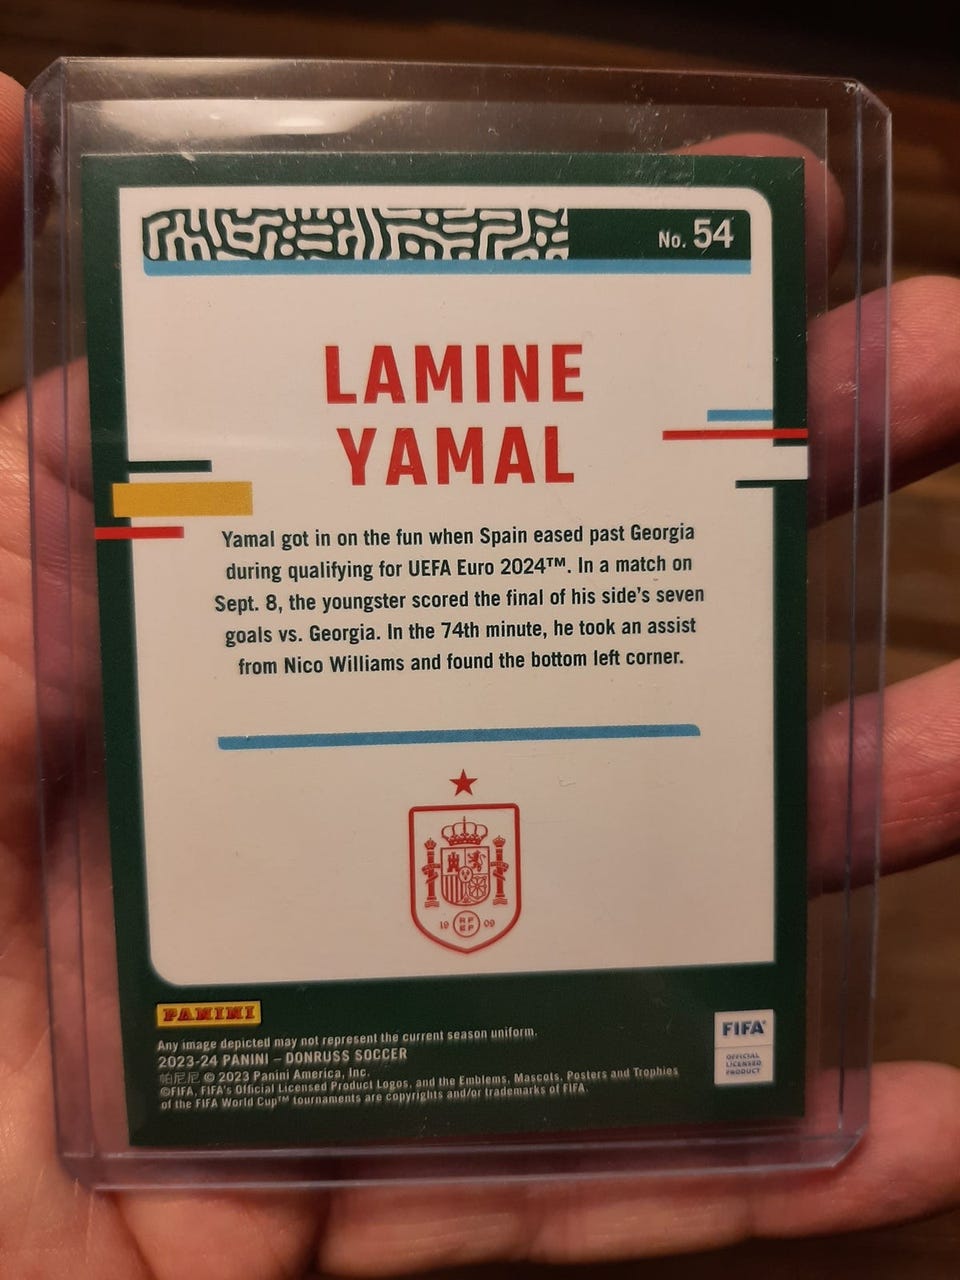 No. 54
LAMINE
YAMAL
Yamal got in on the fun when Spain eased past Georgia
during qualifying for UEFA Euro 2024™. In a match on
Sept. 8, the youngster scored the final of his side's seven
goals vs. Georgia. In the 74th minute, he took an assist
from Nico Williams and found the bottom left corner.
19 RF EF 09
PANINI
Any image depicted may not represent the current season uniform.
2023-24 PANINI – DONRUSS SOCCER
帕尼尼 © 2023 Panini America, Inc.
©FIFA, FIFA's Official Licensed Product Logos, and the Emblems, Mascots, Posters and Trophies
of the FIFA World Cup™ tournaments are copyrights and/or trademarks of FIFA.
FIFA
OFFICIAL
LICENSED
PRODUCT